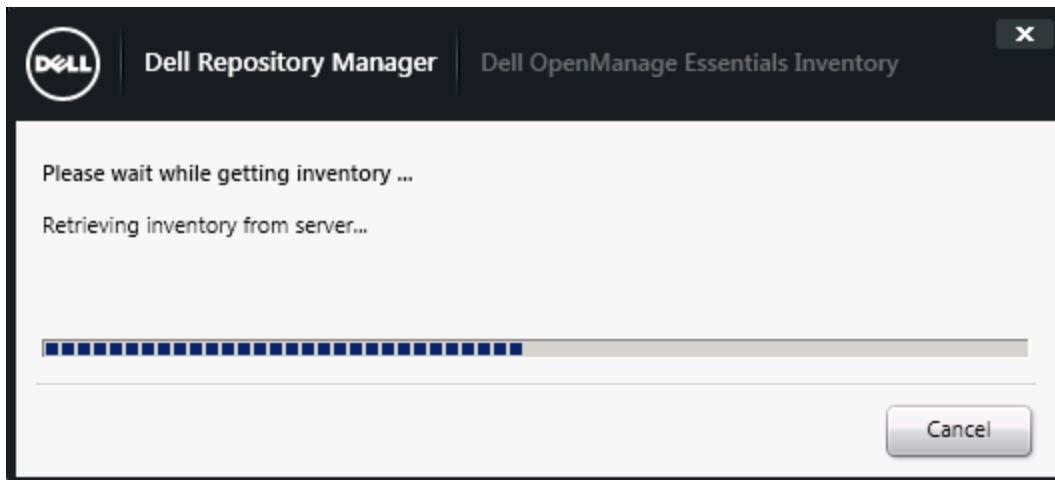 DELL
Dell Repository Manager
Dell OpenManage Essentials Inventory
x
Please wait while getting inventory ...
Retrieving inventory from server...
Cancel